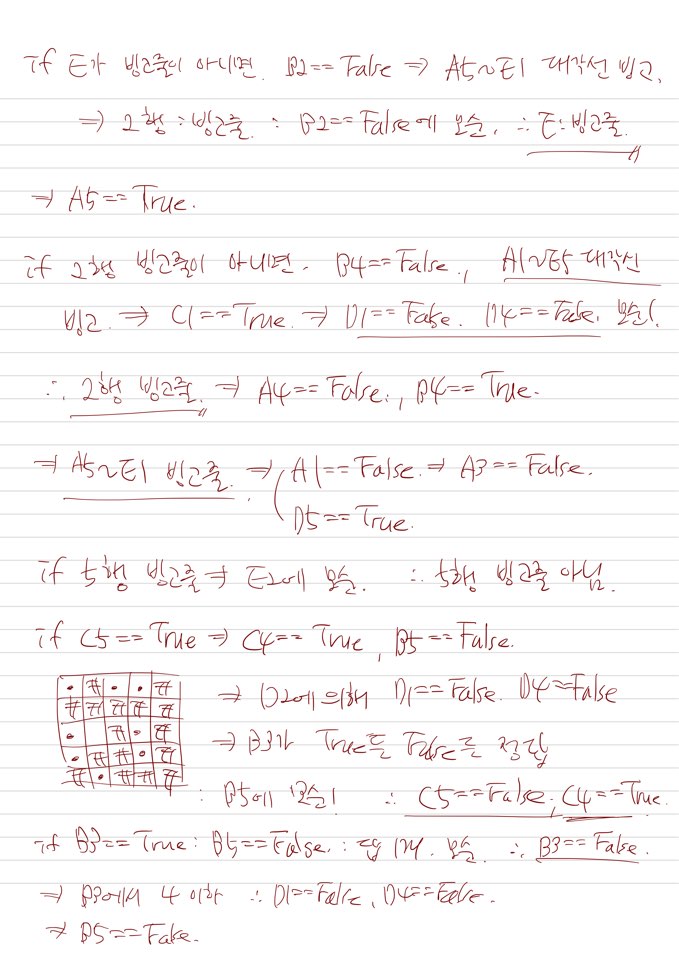 if E가 빙고줄이 아니면. B2==False ⇒ A5~E1 대각선 빙고.
⇒ 2행 : 빙고줄. : B2==False에 모순. ∴ E: 빙고줄.
⇒ A5==True.
if 2행 빙고줄이 아니면. B4==False., A1~E5 대각선
빙고. ⇒ C1==True. ⇒ D1==False. D4==False. 모순!.
∴ 2행 빙고줄. ⇒ A4==False., B4==True.
⇒ A5~E1 빙고줄. ⇒ A1==False. ⇒ A3==False.
D5==True.
if 5행 빙고줄 ⇒ E2에 모순. ∴ 5행 빙고줄 아님.
if C5==True ⇒ C4==True, B5==False.
⇒ D2에 의해 D1==False. D4==False
⇒ B3가 True든 False든 정답
: B5에 모순! ∴ C5==False, C4==True.
if B3==True : B5==False. : 답 1개. 모순. ∴ B3==False.
⇒ B3에서 4 이하 ∴ D1==False, D4==False.
⇒ B5==False.